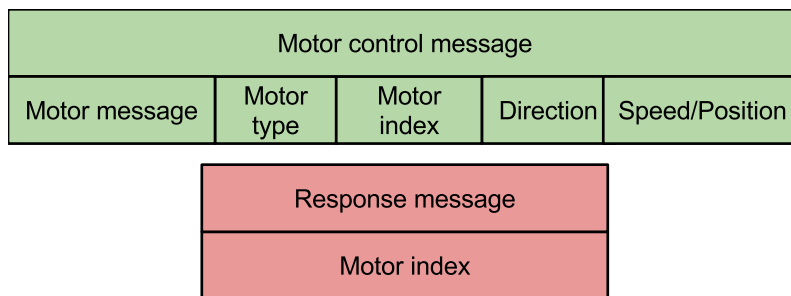 Motor control message
Motor message
Motor
type
Motor
index
Direction
Speed/Position
Response message
Motor index